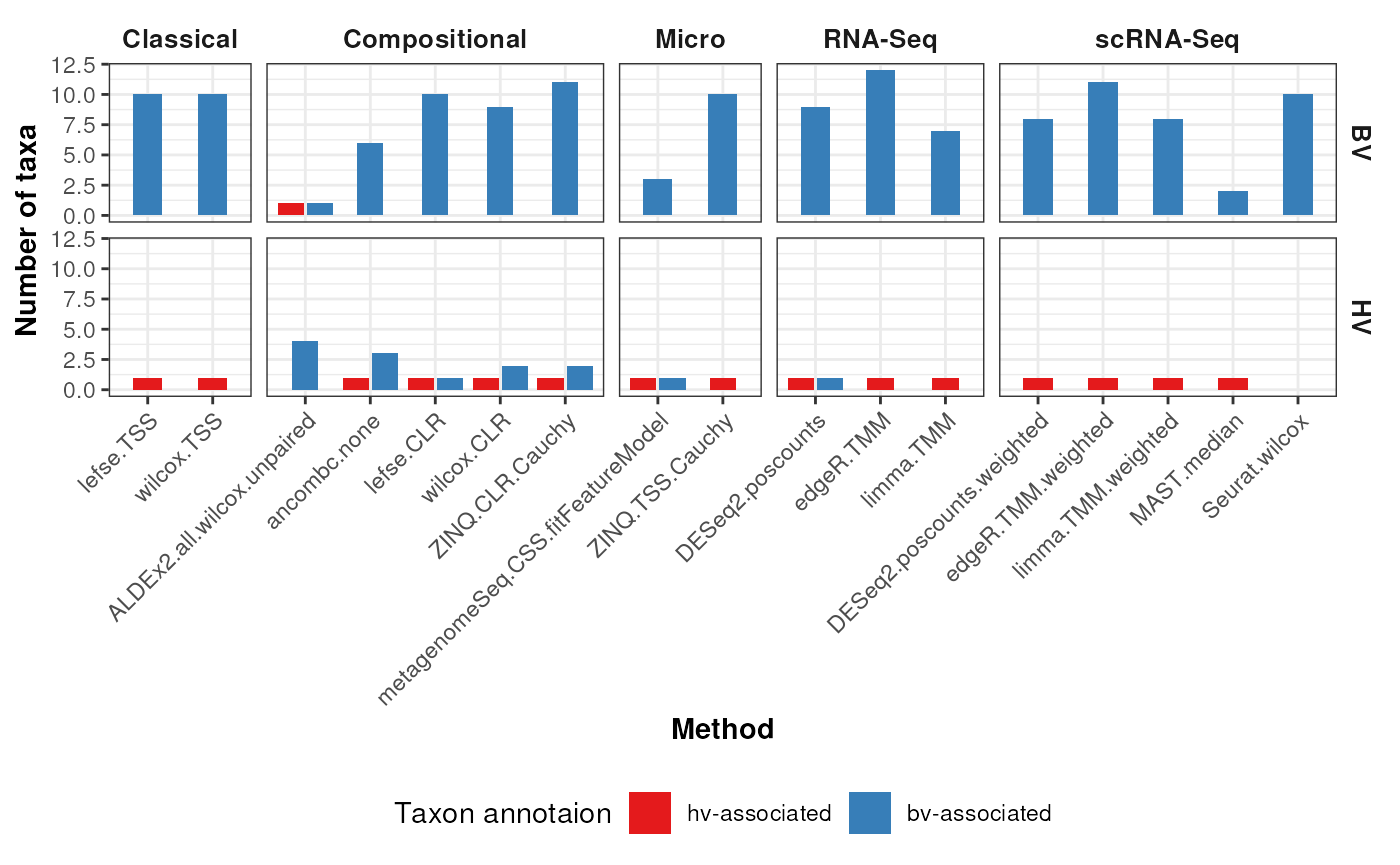 Classical Compositional Micro RNA-Seq scRNA-Seq
Number of taxa
12.5
10.0
7.5
5.0
2.5
0.0
BV
12.5
10.0
7.5
5.0
2.5
0.0
HV
lefse.TSS
wilcox.TSS
ALDEx2.all.wilcox.unpaired
ancombc.none
lefse.CLR
wilcox.CLR
ZINQ.CLR.Cauchy
metagenomeSeq.CSS.fitFeatureModel
ZINQ.TSS.Cauchy
DESeq2.poscounts
edgeR.TMM
limma.TMM
DESeq2.poscounts.weighted
edgeR.TMM.weighted
limma.TMM.weighted
MAST.median
Seurat.wilcox
Method
Taxon annotaion hv-associated bv-associated